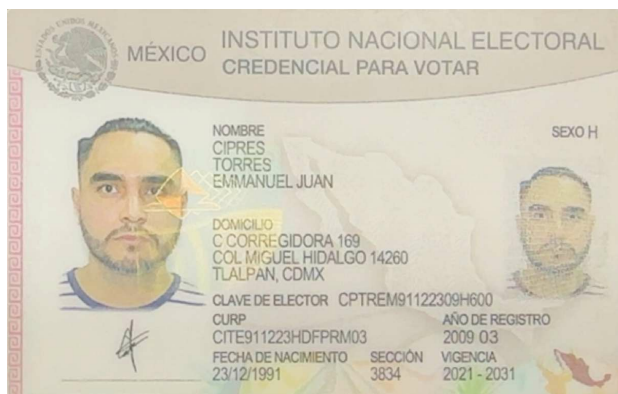 ESTADOS UNIDOS MEXICANOS
MÉXICO INSTITUTO NACIONAL ELECTORAL
CREDENCIAL PARA VOTAR
NOMBRE SEXO H
CIPRES
TORRES
EMMANUEL JUAN
DOMICILIO
C CORREGIDORA 169
COL MIGUEL HIDALGO 14260
TLALPAN, CDMX
CLAVE DE ELECTOR CPTREM91122309H600
CURP AÑO DE REGISTRO
CITE911223HDFPRM03 2009 03
FECHA DE NACIMIENTO SECCIÓN VIGENCIA
23/12/1991 3834 2021 - 2031